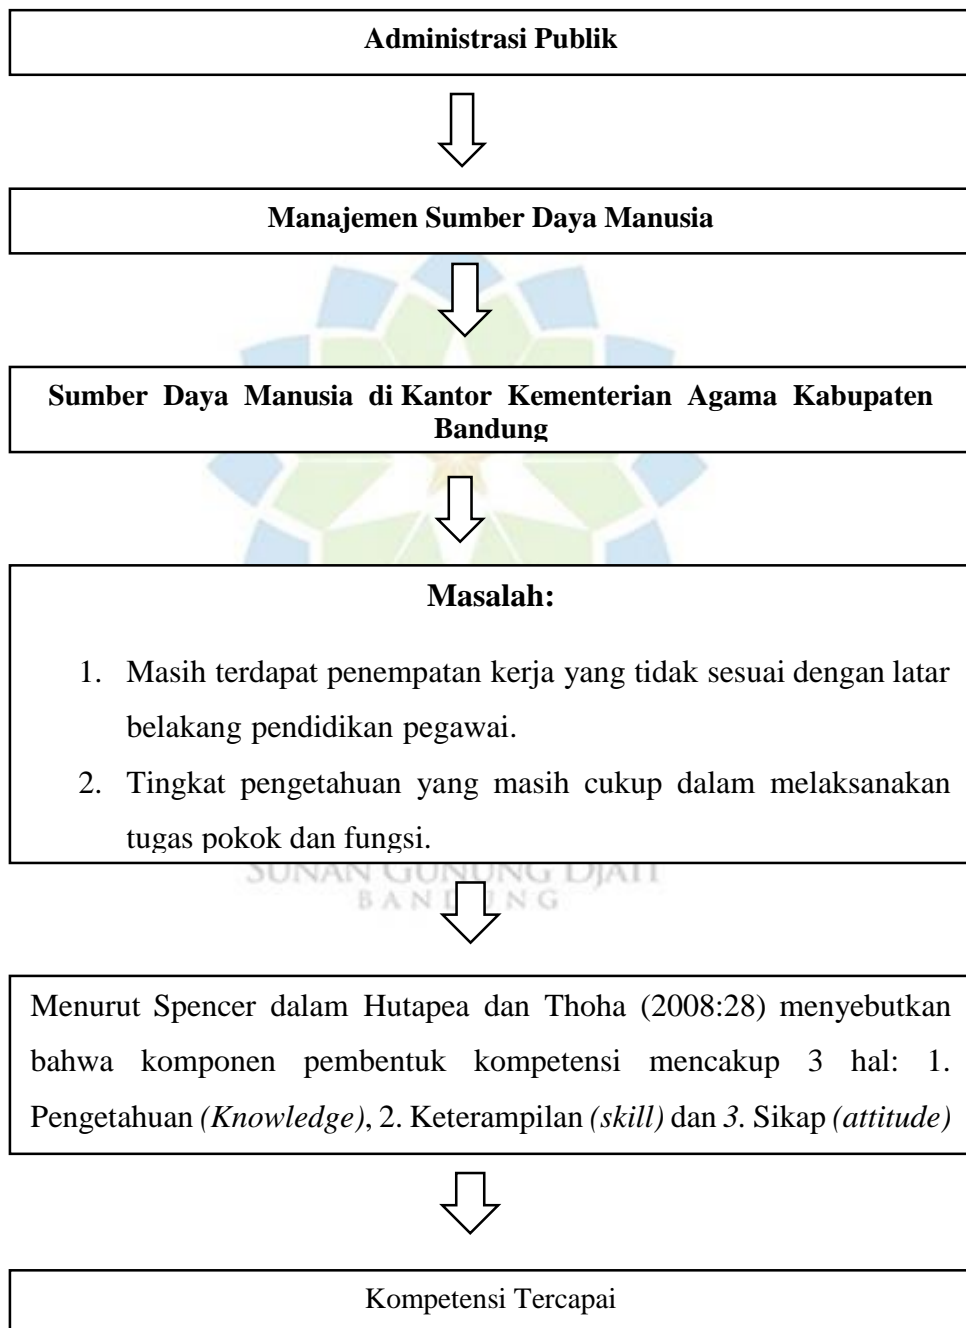 Administrasi Publik
Manajemen Sumber Daya Manusia
Sumber Daya Manusia di Kantor Kementerian Agama Kabupaten
Bandung
Masalah:
1. Masih terdapat penempatan kerja yang tidak sesuai dengan latar
belakang pendidikan pegawai.
2. Tingkat pengetahuan yang masih cukup dalam melaksanakan
tugas pokok dan fungsi.
SUNAN GUNUNG DJATI
BANDUNG
Menurut Spencer dalam Hutapea dan Thoha (2008:28) menyebutkan
bahwa komponen pembentuk kompetensi mencakup 3 hal: 1.
Pengetahuan (Knowledge), 2. Keterampilan (skill) dan 3. Sikap (attitude)
Kompetensi Tercapai